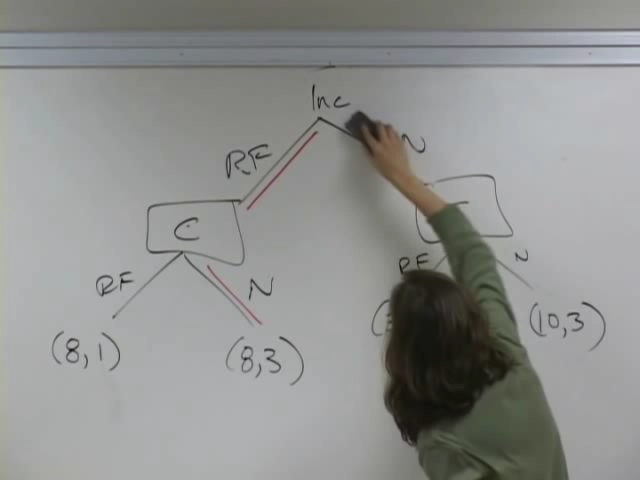 Inc
RF N
C
RF N RF N
(8,1) (8,3) (10,3)